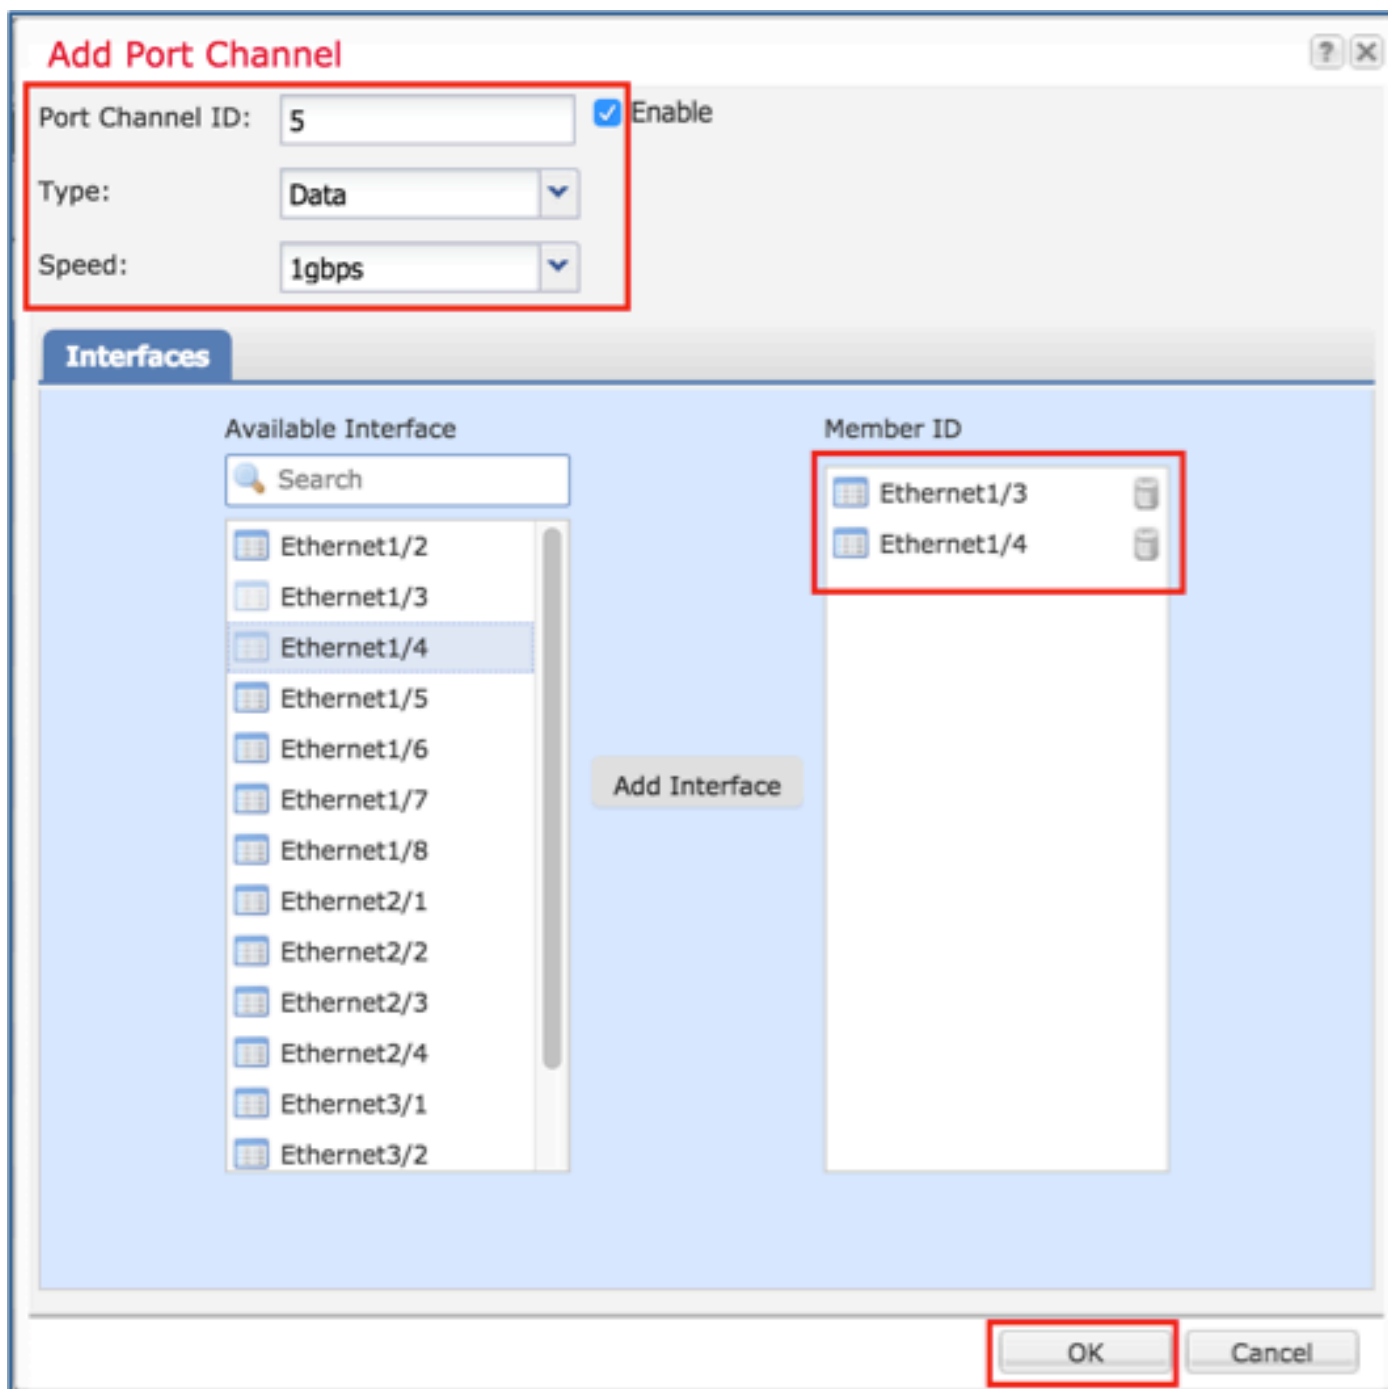 Add Port Channel
?
Port Channel ID: 5
Enable
Type: Data
Speed: 1gbps
Interfaces
Available Interface
Search
Ethernet1/2
Ethernet1/3
Ethernet1/4
Ethernet1/5
Ethernet1/6
Ethernet1/7
Ethernet1/8
Ethernet2/1
Ethernet2/2
Ethernet2/3
Ethernet2/4
Ethernet3/1
Ethernet3/2
Add Interface
Member ID
Ethernet1/3
Ethernet1/4
OK
Cancel